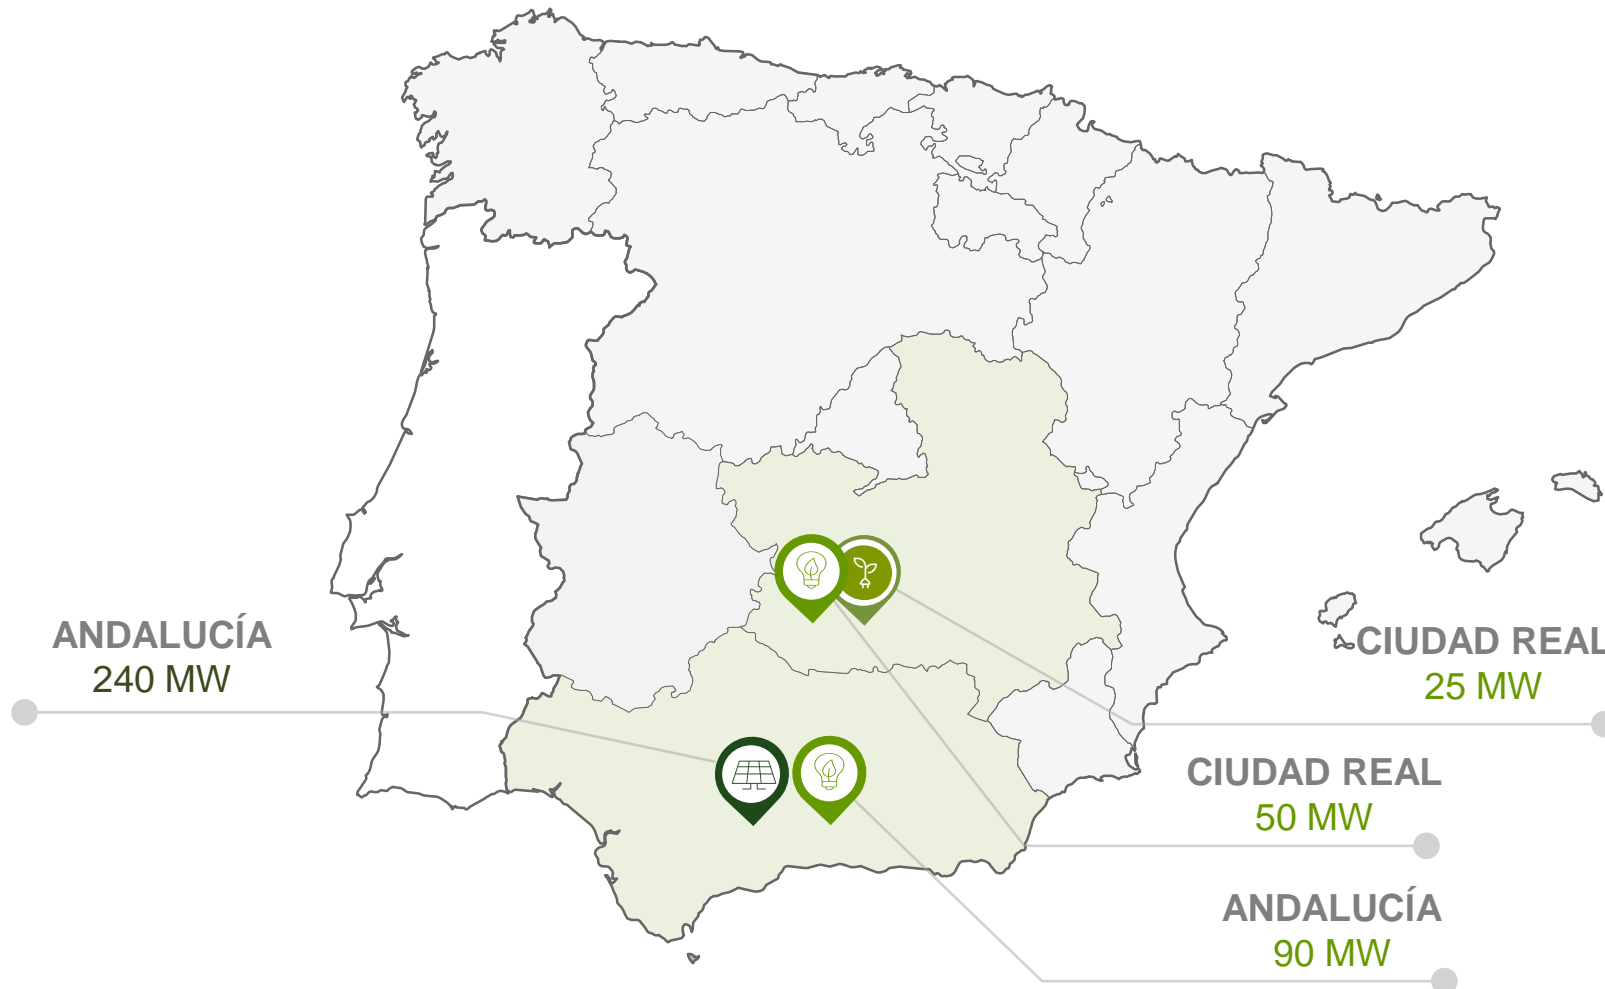 ANDALUCÍA
240 MW
CIUDAD REAL
25 MW
CIUDAD REAL
50 MW
ANDALUCÍA
90 MW